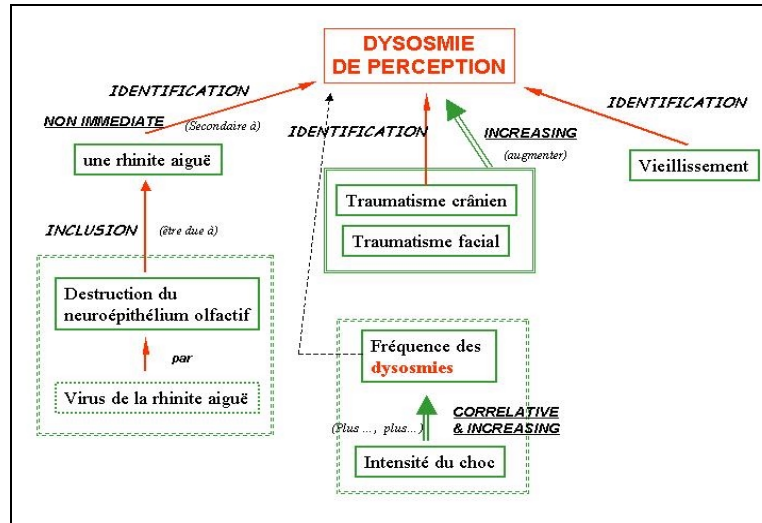 DYSOSMIE
DE PERCEPTION
IDENTIFICATION
IDENTIFICATION
NON IMMEDIATE (Secondaire à)
IDENTIFICATION
INCREASING
(augmenter)
une rhinite aiguë
Vieillissement
Traumatisme crânien
Traumatisme facial
INCLUSION (être due à)
Destruction du
neuroépithélium olfactif
par
Virus de la rhinite aiguë
Fréquence des
dysosmies
(Plus ..., plus...)
CORRELATIVE
& INCREASING
Intensité du choc